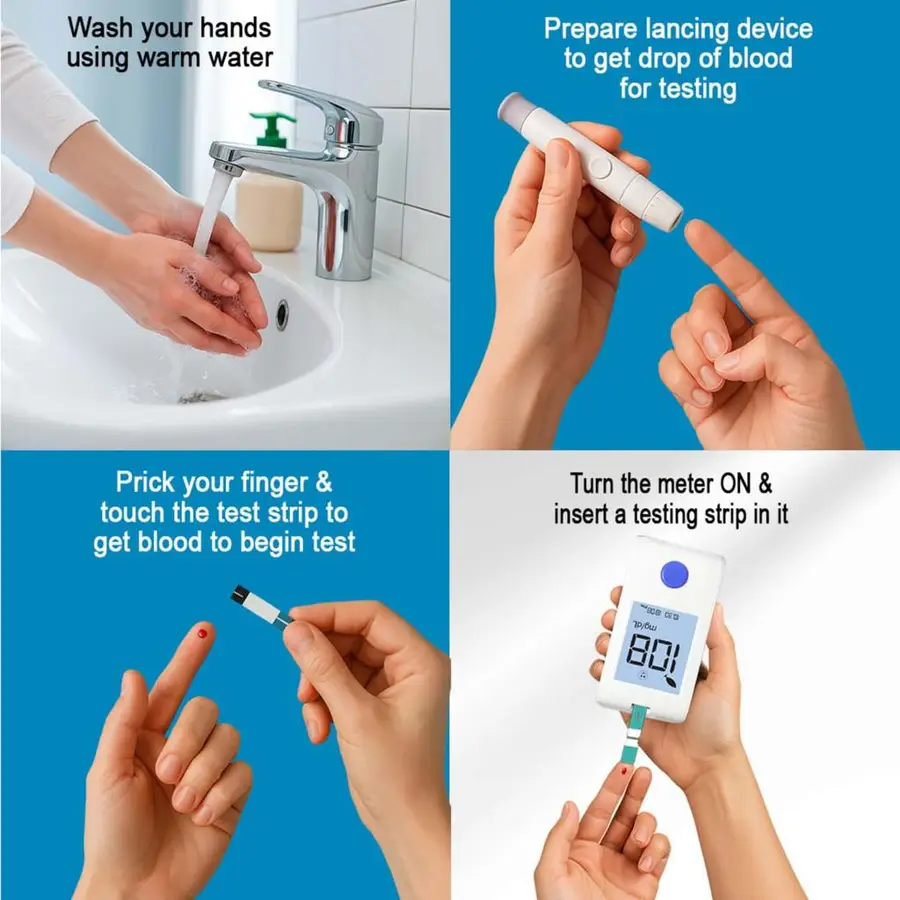 Wash your hands
using warm water
Prepare lancing device
to get drop of blood
for testing
Prick your finger &
touch the test strip to
get blood to begin test
Turn the meter ON &
insert a testing strip in it
mg/dL
108